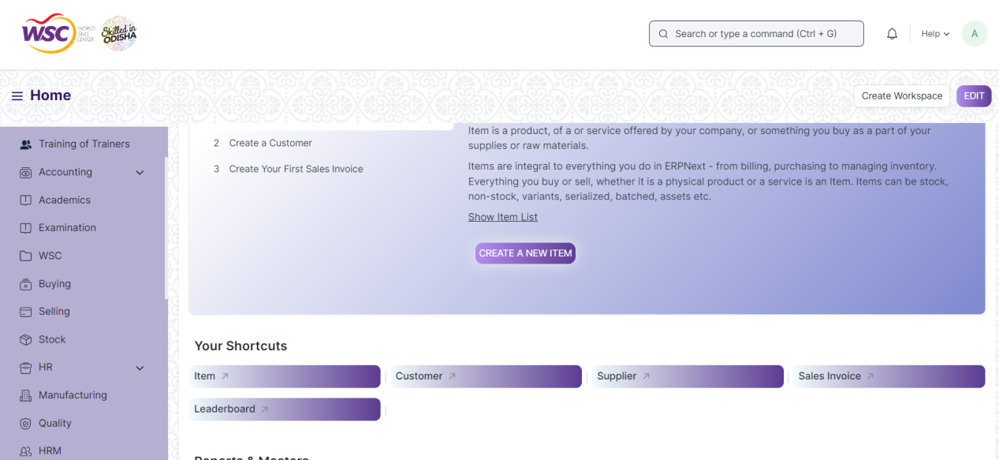 WSC WORLD SKILL CENTER
Skilled in ODISHA
Search or type a command (Ctrl + G)
Help
A
Home
Create Workspace
EDIT
Training of Trainers
Accounting
Academics
Examination
WSC
Buying
Selling
Stock
HR
Manufacturing
Quality
HRM
2 Create a Customer
3 Create Your First Sales Invoice
Item is a product, of a or service offered by your company, or something you buy as a part of your
supplies or raw materials.
Items are integral to everything you do in ERPNext - from billing, purchasing to managing inventory.
Everything you buy or sell, whether it is a physical product or a service is an Item. Items can be stock,
non-stock, variants, serialized, batched, assets etc.
Show Item List
CREATE A NEW ITEM
Your Shortcuts
Item
Customer
Supplier
Sales Invoice
Leaderboard
Reports & Masters